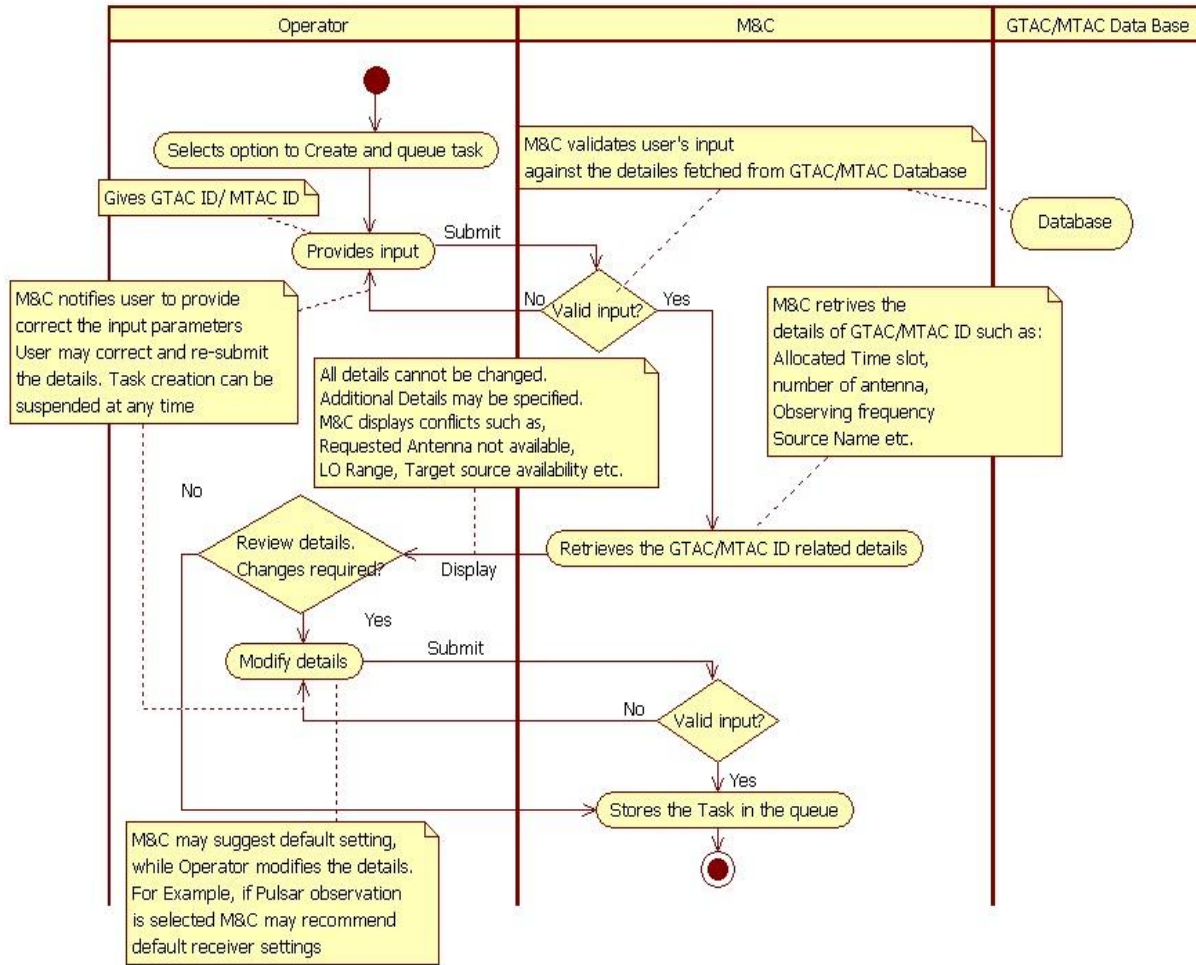 Operator
M&C
GTAC/MTAC Data Base
Selects option to Create and queue task
M&C validates user's input
against the detailes fetched from GTAC/MTAC Database
Gives GTAC ID/ MTAC ID
Database
Provides input
Submit
M&C notifies user to provide
correct the input parameters
User may correct and re-submit
the details. Task creation can be
suspended at any time
No
Valid input?
Yes
M&C retrives the
details of GTAC/MTAC ID such as:
Allocated Time slot,
number of antenna,
Observing frequency
Source Name etc.
All details cannot be changed.
Additional Details may be specified.
M&C displays conflicts such as,
Requested Antenna not available,
LO Range, Target source availability etc.
No
Review details.
Changes required?
Display
Retrieves the GTAC/MTAC ID related details
Yes
Modify details
Submit
No
Valid input?
Yes
Stores the Task in the queue
M&C may suggest default setting,
while Operator modifies the details.
For Example, if Pulsar observation
is selected M&C may recommend
default receiver settings